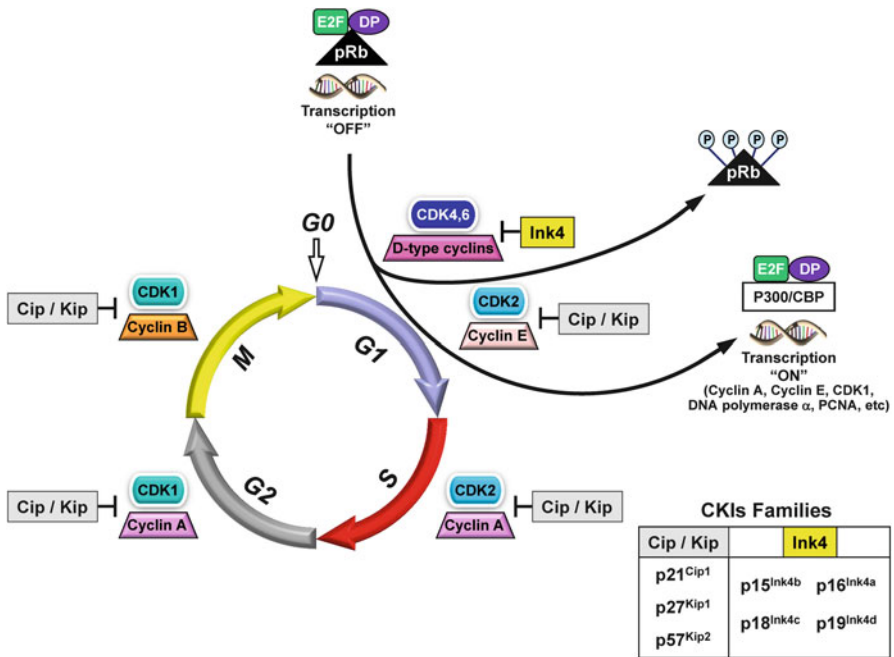 E2F DP
pRb
Transcription
“OFF”
P P P P
pRb
CDK4,6
D-type cyclins
Ink4
G0
CDK2
Cyclin E
Cip / Kip
E2F DP
P300/CBP
Transcription
“ON”
(Cyclin A, Cyclin E, CDK1,
DNA polymerase α, PCNA, etc)
Cip / Kip
CDK1
Cyclin B
M
G1
G2
S
Cip / Kip
CDK1
Cyclin A
CDK2
Cyclin A
Cip / Kip
CKIs Families
Cip / Kip Ink4
p21Cip1
p27Kip1
p57Kip2
p15Ink4b p16Ink4a
p18Ink4c p19Ink4d